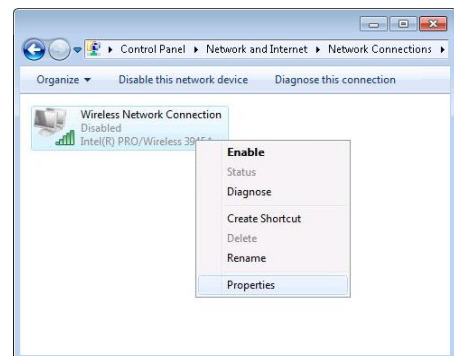 Control Panel ▸ Network and Internet ▸ Network Connections ▸
Organize ▾ Disable this network device Diagnose this connection
Wireless Network Connection
Disabled
Intel(R) PRO/Wireless
Enable
Status
Diagnose
Create Shortcut
Delete
Rename
Properties